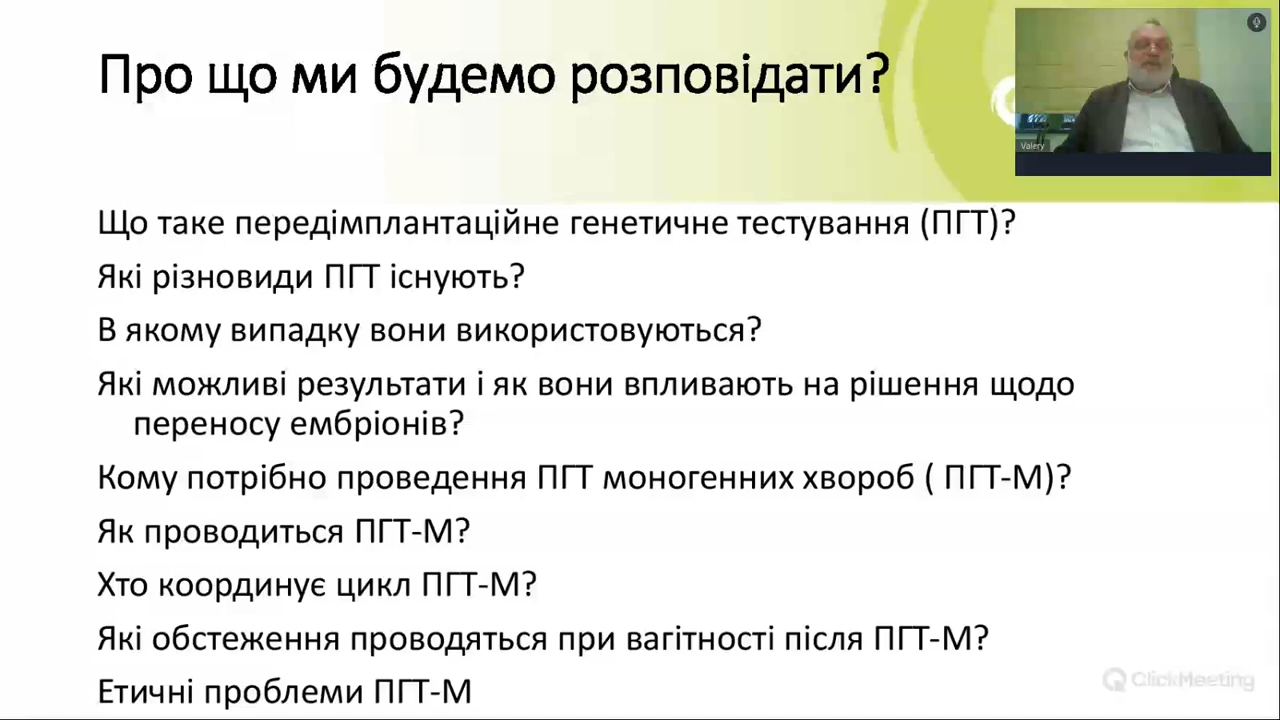 Про що ми будемо розповідати?
Valery
Що таке передімплантаційне генетичне тестування (ПГТ)?
Які різновиди ПГТ існують?
В якому випадку вони використовуються?
Які можливі результати і як вони впливають на рішення щодо
переносу ембріонів?
Кому потрібно проведення ПГТ моногенних хвороб ( ПГТ-М)?
Як проводиться ПГТ-М?
Хто координує цикл ПГТ-М?
Які обстеження проводяться при вагітності після ПГТ-М?
Етичні проблеми ПГТ-М
ClickMeeting